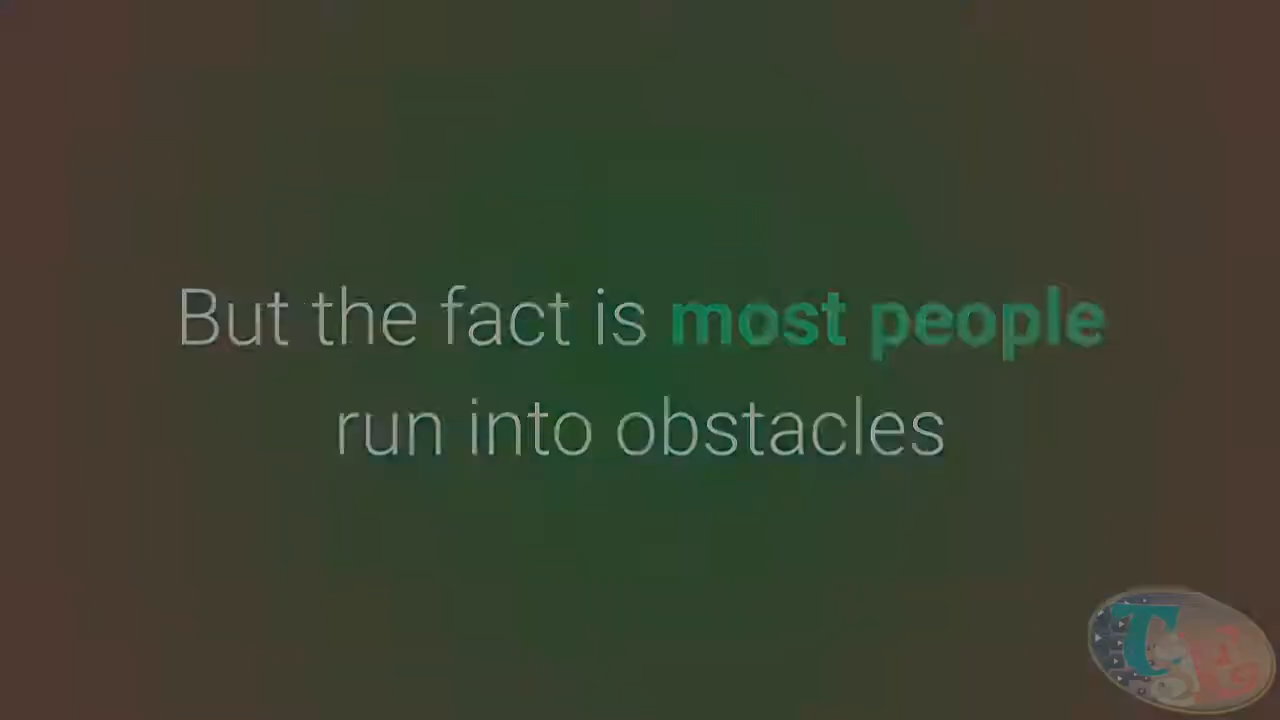 But the fact is most people
run into obstacles